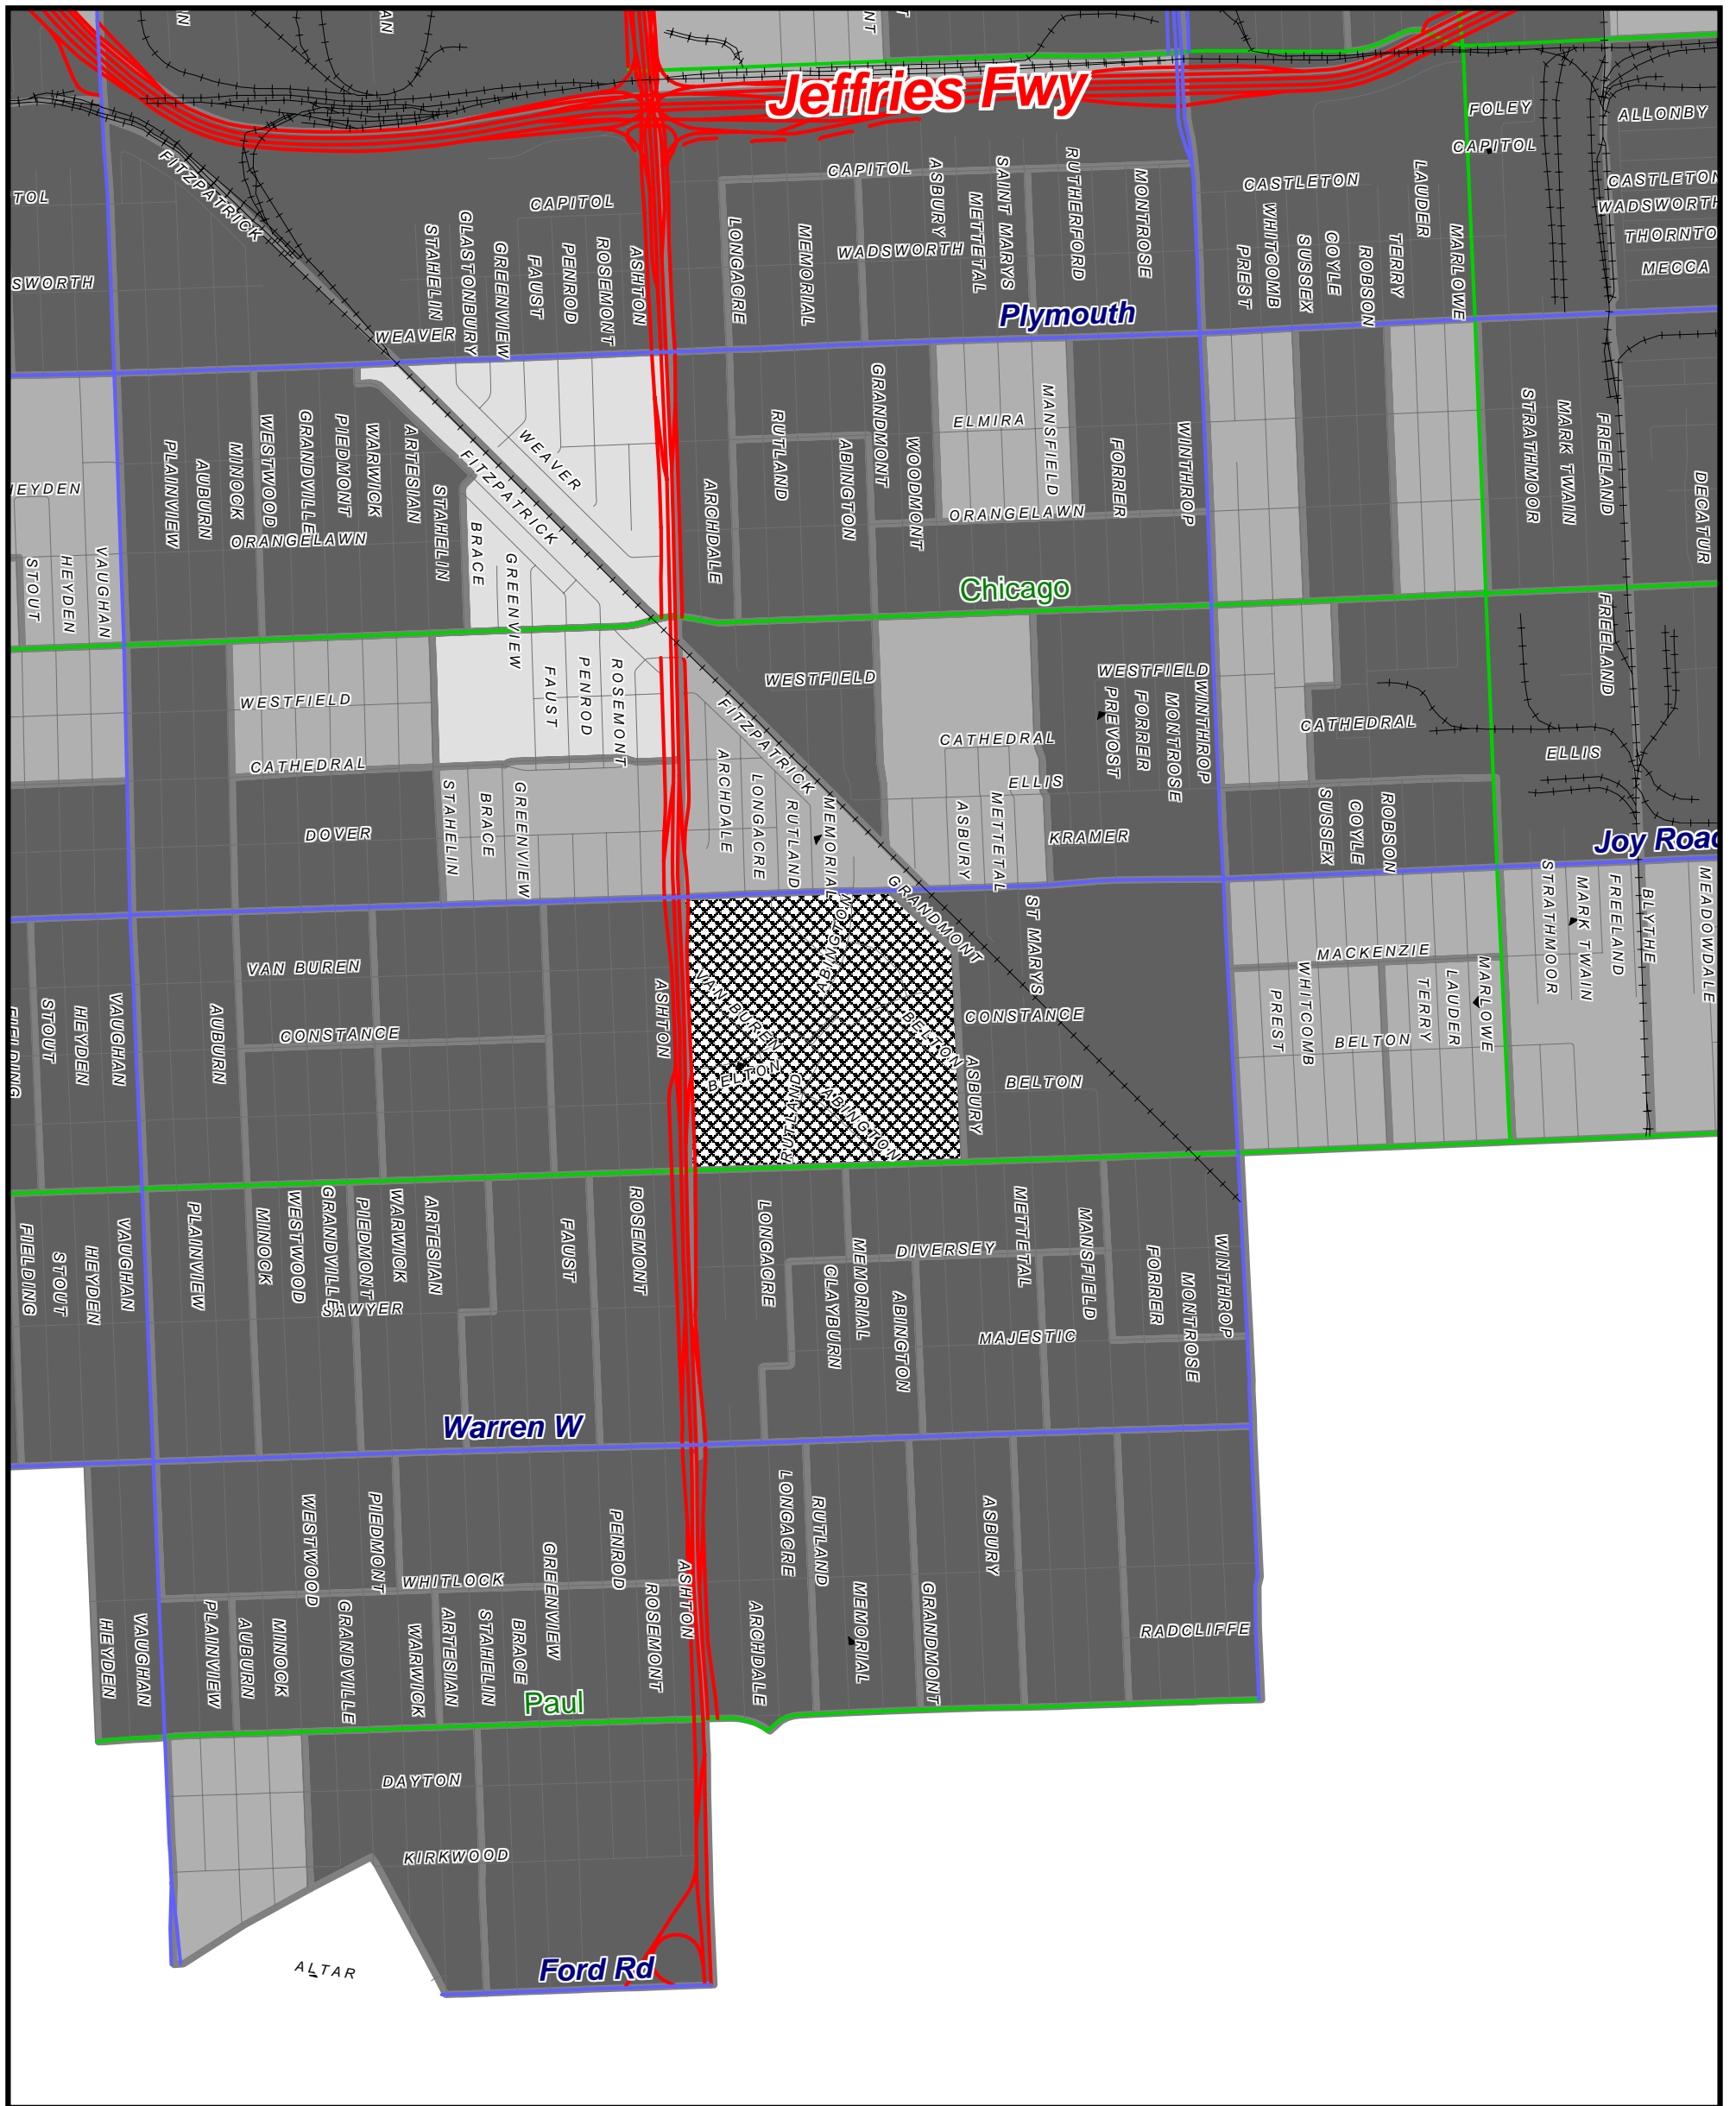 Jeffries Fwy
FOLEY
ALLONBY
CAPITOL
FITZPATRICK
CAPITOL
ASBURY
SAINT MARYS
METTETAL
RUTHERFORD
MONTROSE
CASTLETON
LAUDER
CASTLETON
TOL
CAPITOL
WADSWORTH
STAHELIN
GLASTONBURY
GREENVIEW
FAUST
PENROD
ROSEMONT
ASHTON
LONGACRE
MEMORIAL
WADSWORTH
PREST
WHITCOMB
SUSSEX
COYLE
ROBSON
TERRY
MARLOWE
THORNTO
MECCA
SWORTH
WEAVER
Plymouth
PLAINVIEW
AUBURN
MINOCK
WESTWOOD
GRANDVILLE
PIEDMONT
WARWICK
ARTESIAN
STAHELIN
WEAVER
FITZPATRICK
RUTLAND
ABINGTON
GRANDMONT
WOODMONT
ELMIRA
MANSFIELD
FORRER
WINTHROP
STRATHMOOR
MARK TWAIN
FREELAND
DECATUR
HEYDEN
ORANGELAWN
ORANGELAWN
ARCHDALE
STOUT
HEYDEN
VAUGHAN
BRACE
GREENVIEW
Chicago
FREELAND
WESTFIELD
FAUST
PENROD
ROSEMONT
WESTFIELD
WESTFIELD
FITZPATRICK
PREVOST
FORRER
MONTROSE
WINTHROP
CATHEDRAL
CATHEDRAL
CATHEDRAL
ELLIS
ELLIS
DOVER
STAHELIN
BRACE
GREENVIEW
ARCHDALE
LONGACRE
RUTLAND
MEMORIAL
ASBURY
METTETAL
KRAMER
SUSSEX
COYLE
ROBSON
Joy Road
GRANDMONT
ABINGTON
ST MARYS
STRATHMOOR
MARK TWAIN
FREELAND
BLYTHE
MEADOWDALE
VAN BUREN
VAN BUREN
MACKENZIE
FIELDING
STOUT
HEYDEN
VAUGHAN
AUBURN
CONSTANCE
ASHTON
BELTON
BELTON
CONSTANCE
PREST
WHITCOMB
BELTON
TERRY
LAUDER
MARLOWE
RUTLAND
ABINGTON
ASBURY
BELTON
FIELDING
STOUT
HEYDEN
VAUGHAN
PLAINVIEW
MINOCK
WESTWOOD
GRANDVILLE
PIEDMONT
WARWICK
ARTESIAN
SAWYER
FAUST
ROSEMONT
LONGACRE
CLAYBURN
MEMORIAL
ABINGTON
DIVERSEY
METTETAL
MANSFIELD
FORRER
MONTROSE
WINTHROP
MAJESTIC
Warren W
WESTWOOD
PIEDMONT
WHITLOCK
GREENVIEW
PENROD
ROSEMONT
ASHTON
LONGACRE
RUTLAND
ASBURY
HEYDEN
VAUGHAN
PLAINVIEW
AUBURN
MINOCK
GRANDVILLE
WARWICK
ARTESIAN
STAHELIN
BRACE
ARCHDALE
MEMORIAL
GRANDMONT
RADCLIFFE
Paul
DAYTON
KIRKWOOD
ALTAR
Ford Rd